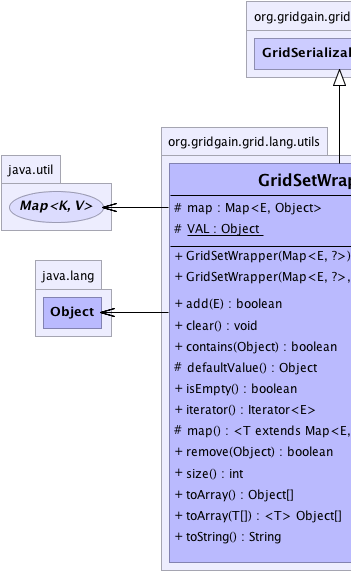 org.gridgain.grid
GridSerializal
org.gridgain.grid.lang.utils
java.util
Map<K, V>
GridSetWrap
# map : Map<E, Object>
# VAL : Object
java.lang
Object
+ GridSetWrapper(Map<E, ?>)
+ GridSetWrapper(Map<E, ?>,
+ add(E) : boolean
+ clear() : void
+ contains(Object) : boolean
# defaultValue() : Object
+ isEmpty() : boolean
+ iterator() : Iterator<E>
# map() : <T extends Map<E,
+ remove(Object) : boolean
+ size() : int
+ toArray() : Object[]
+ toArray(T[]) : <T> Object[]
+ toString() : String